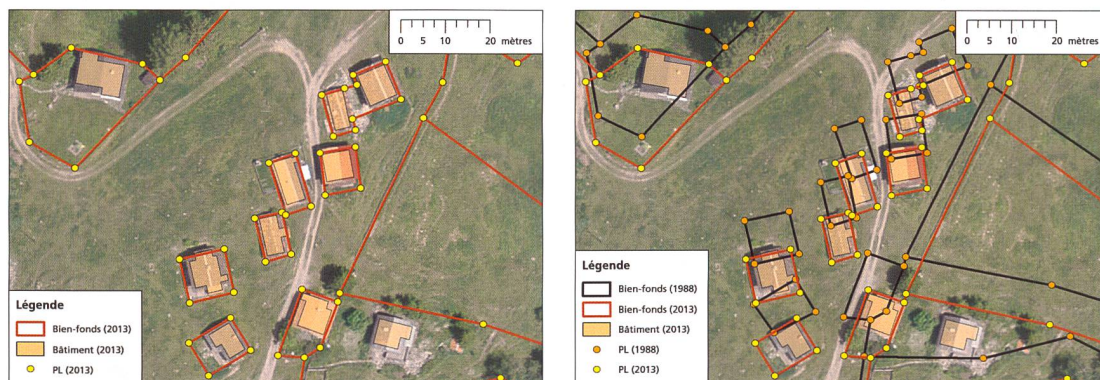 0 5 10 20 mètres
Légende
Bien-fonds (2013)
Bâtiment (2013)
PL (2013)
0 5 10 20 mètres
Légende
Bien-fonds (1988)
Bien-fonds (2013)
Bâtiment (2013)
PL (1988)
PL (2013)